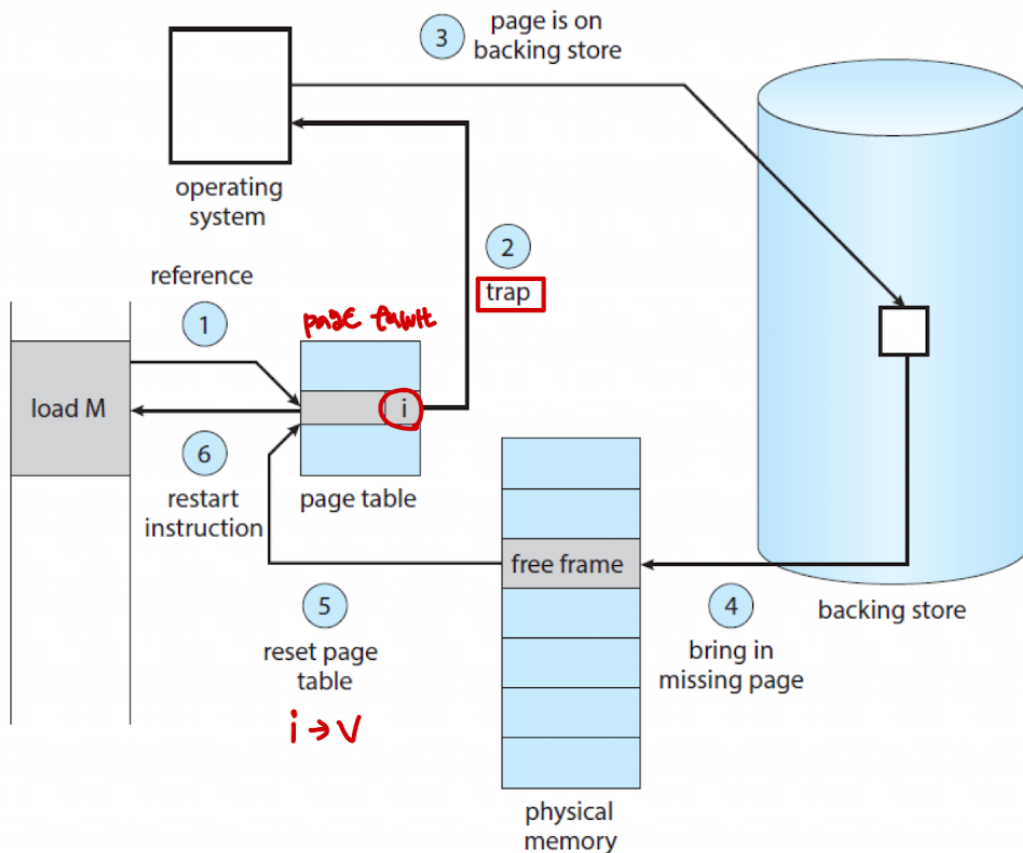 3
page is on
backing store
operating
system
2
trap
reference
1
page fault
load M
i
6
restart
instruction
page table
free frame
5
reset page
table
i → v
4
bring in
missing page
backing store
physical
memory